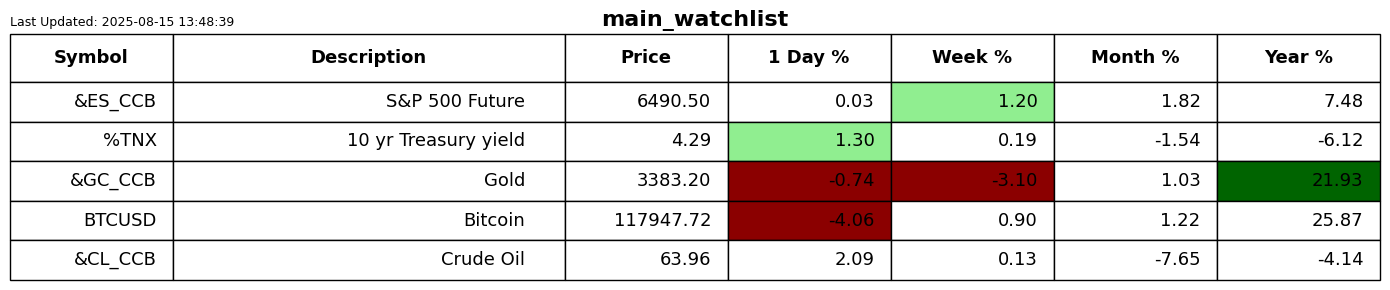 Last Updated: 2025-08-15 13:48:39
main_watchlist
Symbol Description Price 1 Day % Week % Month % Year %
&ES_CCB S&P 500 Future 6490.50 0.03 1.20 1.82 7.48
%TNX 10 yr Treasury yield 4.29 1.30 0.19 -1.54 -6.12
&GC_CCB Gold 3383.20 -0.74 -3.10 1.03 21.93
BTCUSD Bitcoin 117947.72 -4.06 0.90 1.22 25.87
&CL_CCB Crude Oil 63.96 2.09 0.13 -7.65 -4.14